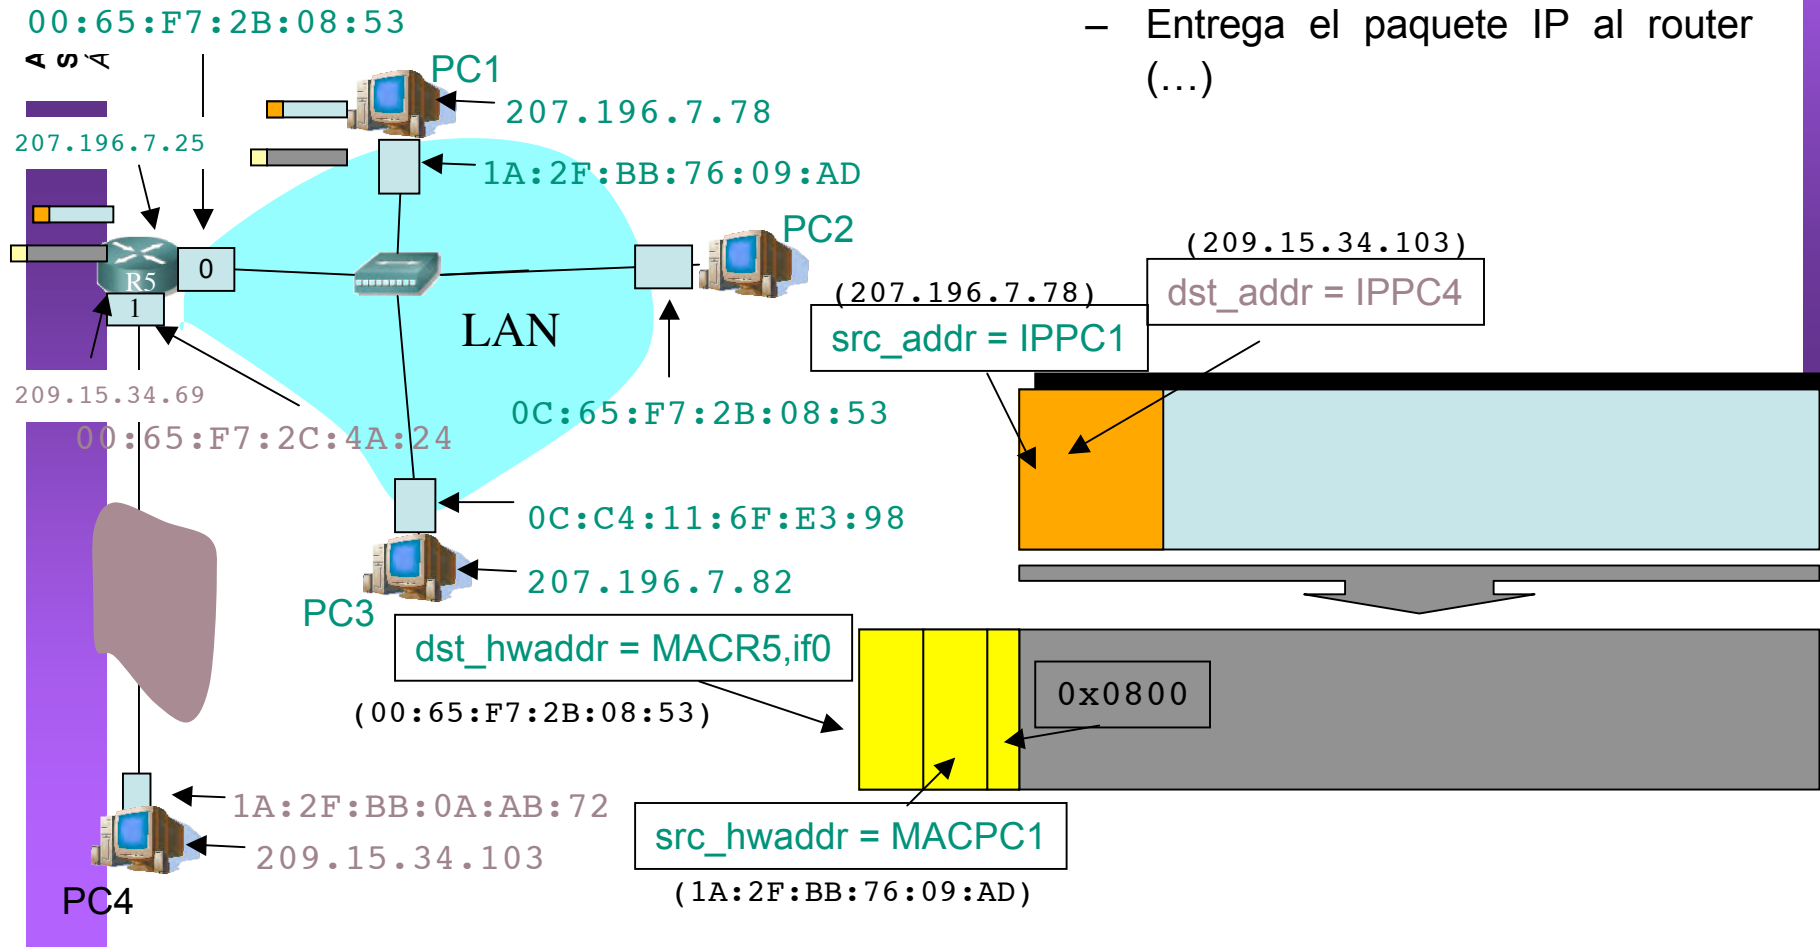 00:65:F7:2B:08:53
– Entrega el paquete IP al router
(...)
PC1
207.196.7.78
207.196.7.25
1A:2F:BB:76:09:AD
PC2
(209.15.34.103)
dst_addr = IPPC4
(207.196.7.78)
src_addr = IPPC1
0
R5
1
LAN
209.15.34.69
0C:65:F7:2B:08:53
00:65:F7:2C:4A:24
0C:C4:11:6F:E3:98
207.196.7.82
PC3
dst_hwaddr = MACR5,if0
(00:65:F7:2B:08:53)
0x0800
1A:2F:BB:0A:AB:72
209.15.34.103
PC4
src_hwaddr = MACPC1
(1A:2F:BB:76:09:AD)